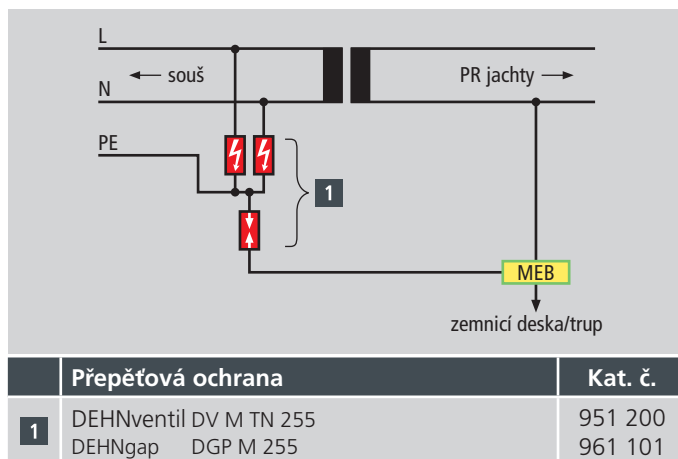 L
← souš
PR jachty →
N
PE
1
MEB
zemnicí deska/trup
Přepěťová ochrana Kat. č.
1 DEHNventil DV M TN 255 951 200
DEHNgap DGP M 255 961 101